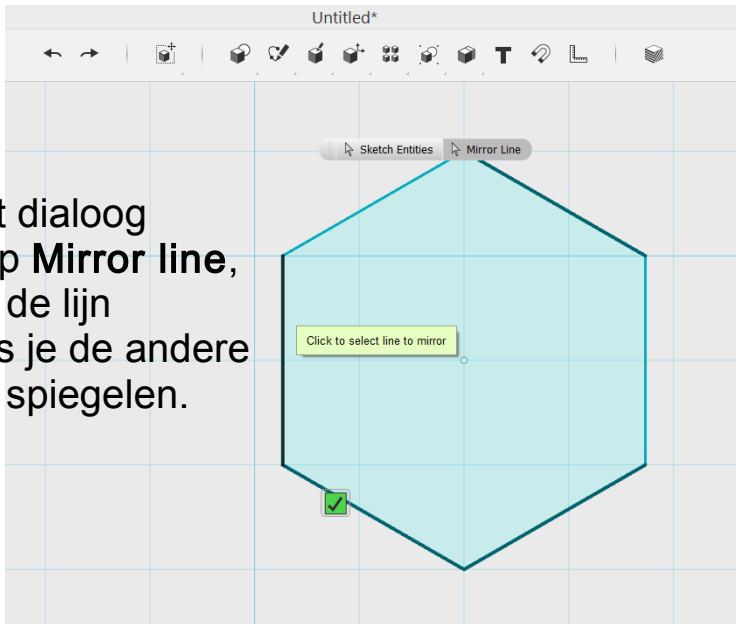 Untitled*
T
Sketch Entities Mirror Line
t dialoog
p Mirror line,
de lijn
s je de andere
spiegelen.
Click to select line to mirror